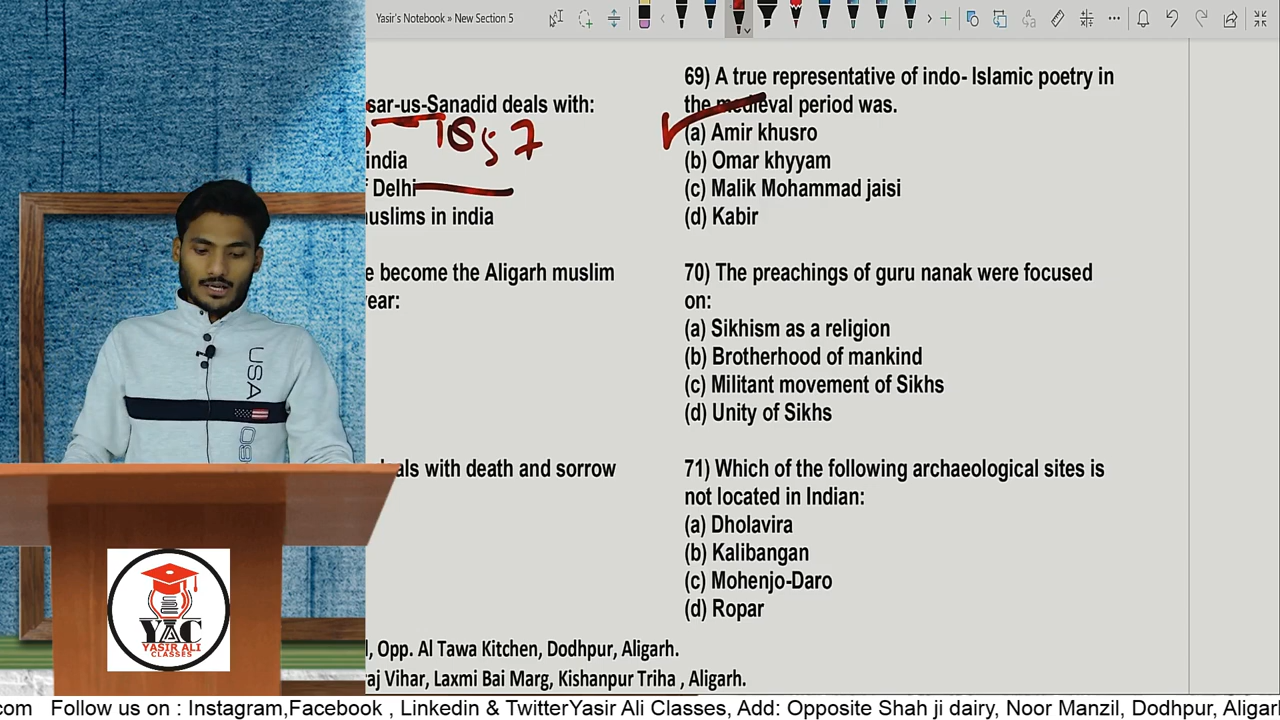 Yasir's Notebook » New Section 5
sar-us-Sanadid deals with:
1857
india
Delhi
muslims in india
e become the Aligarh muslim
ear:
als with death and sorrow
69) A true representative of indo- Islamic poetry in
the medieval period was.
(a) Amir khusro
(b) Omar khyyam
(c) Malik Mohammad jaisi
(d) Kabir
70) The preachings of guru nanak were focused
on:
(a) Sikhism as a religion
(b) Brotherhood of mankind
(c) Militant movement of Sikhs
(d) Unity of Sikhs
71) Which of the following archaeological sites is
not located in Indian:
(a) Dholavira
(b) Kalibangan
(c) Mohenjo-Daro
(d) Ropar
USA
YAC
YASIR ALI
CLASSES
, Opp. Al Tawa Kitchen, Dodhpur, Aligarh.
raj Vihar, Laxmi Bai Marg, Kishanpur Triha , Aligarh.
com Follow us on : Instagram,Facebook , Linkedin & TwitterYasir Ali Classes, Add: Opposite Shah ji dairy, Noor Manzil, Dodhpur, Aligar